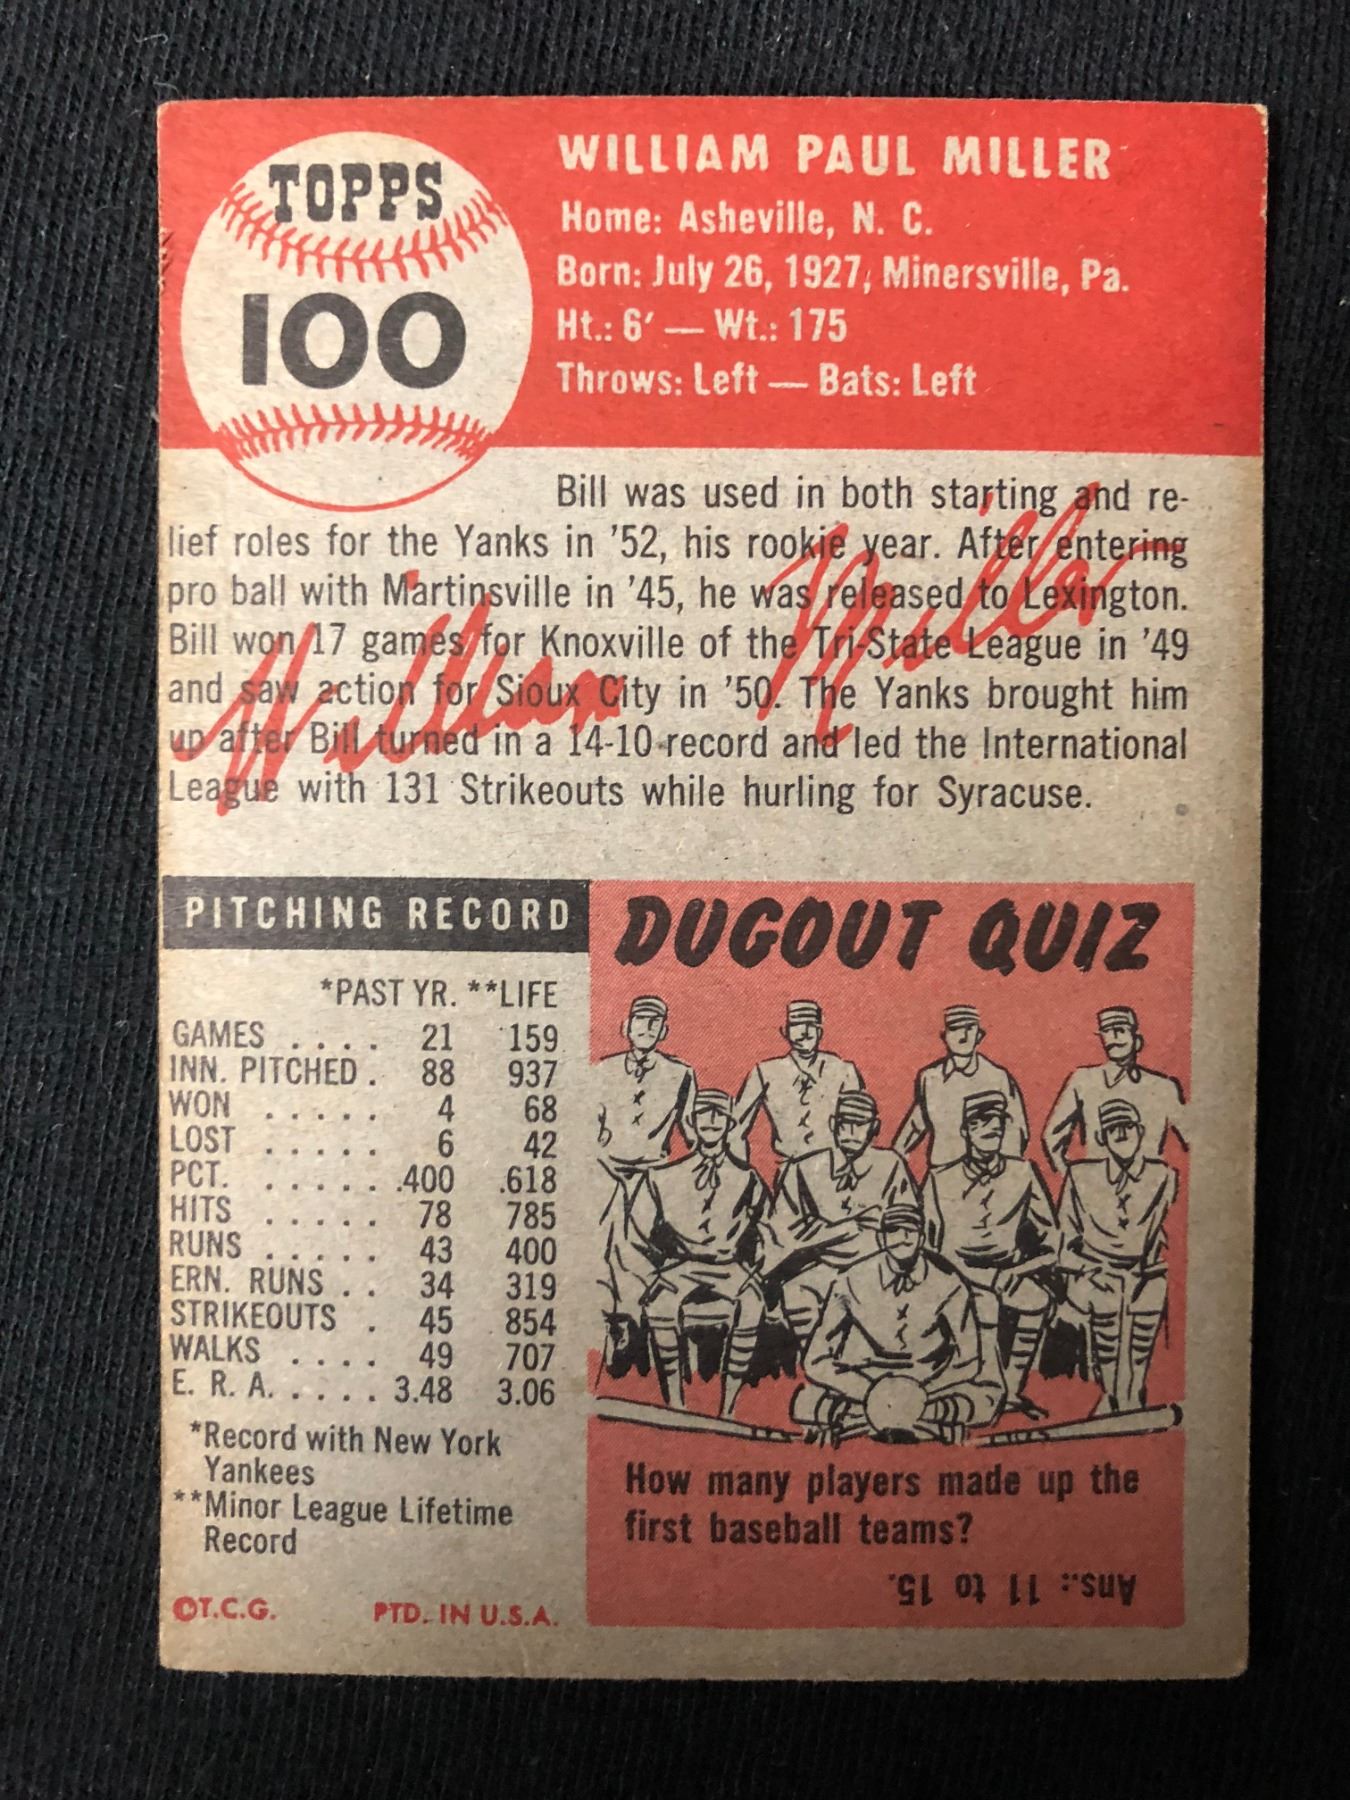 TOPPS
100
WILLIAM PAUL MILLER
Home: Asheville, N. C.
Born: July 26, 1927, Minersville, Pa.
Ht.: 6′ — Wt.: 175
Throws: Left — Bats: Left
Bill was used in both starting and re-
lief roles for the Yanks in ’52, his rookie year. After entering
pro ball with Martinsville in ’45, he was released to Lexington.
Bill won 17 games for Knoxville of the Tri-State League in ’49
and saw action for Sioux City in ’50. The Yanks brought him
up after Bill turned in a 14-10 record and led the International
League with 131 Strikeouts while hurling for Syracuse.
William Miller
PITCHING RECORD
*PAST YR. **LIFE
GAMES . . . . 21 159
INN. PITCHED . 88 937
WON . . . . . 4 68
LOST . . . . . 6 42
PCT. . . . . . .400 .618
HITS . . . . . 78 785
RUNS . . . . . 43 400
ERN. RUNS . . 34 319
STRIKEOUTS . 45 854
WALKS . . . . 49 707
E. R. A. . . . . 3.48 3.06
*Record with New York
Yankees
**Minor League Lifetime
Record
©T.C.G. PTD. IN U.S.A.
DUGOUT QUIZ
How many players made up the
first baseball teams?
Ans.: 11 to 15.